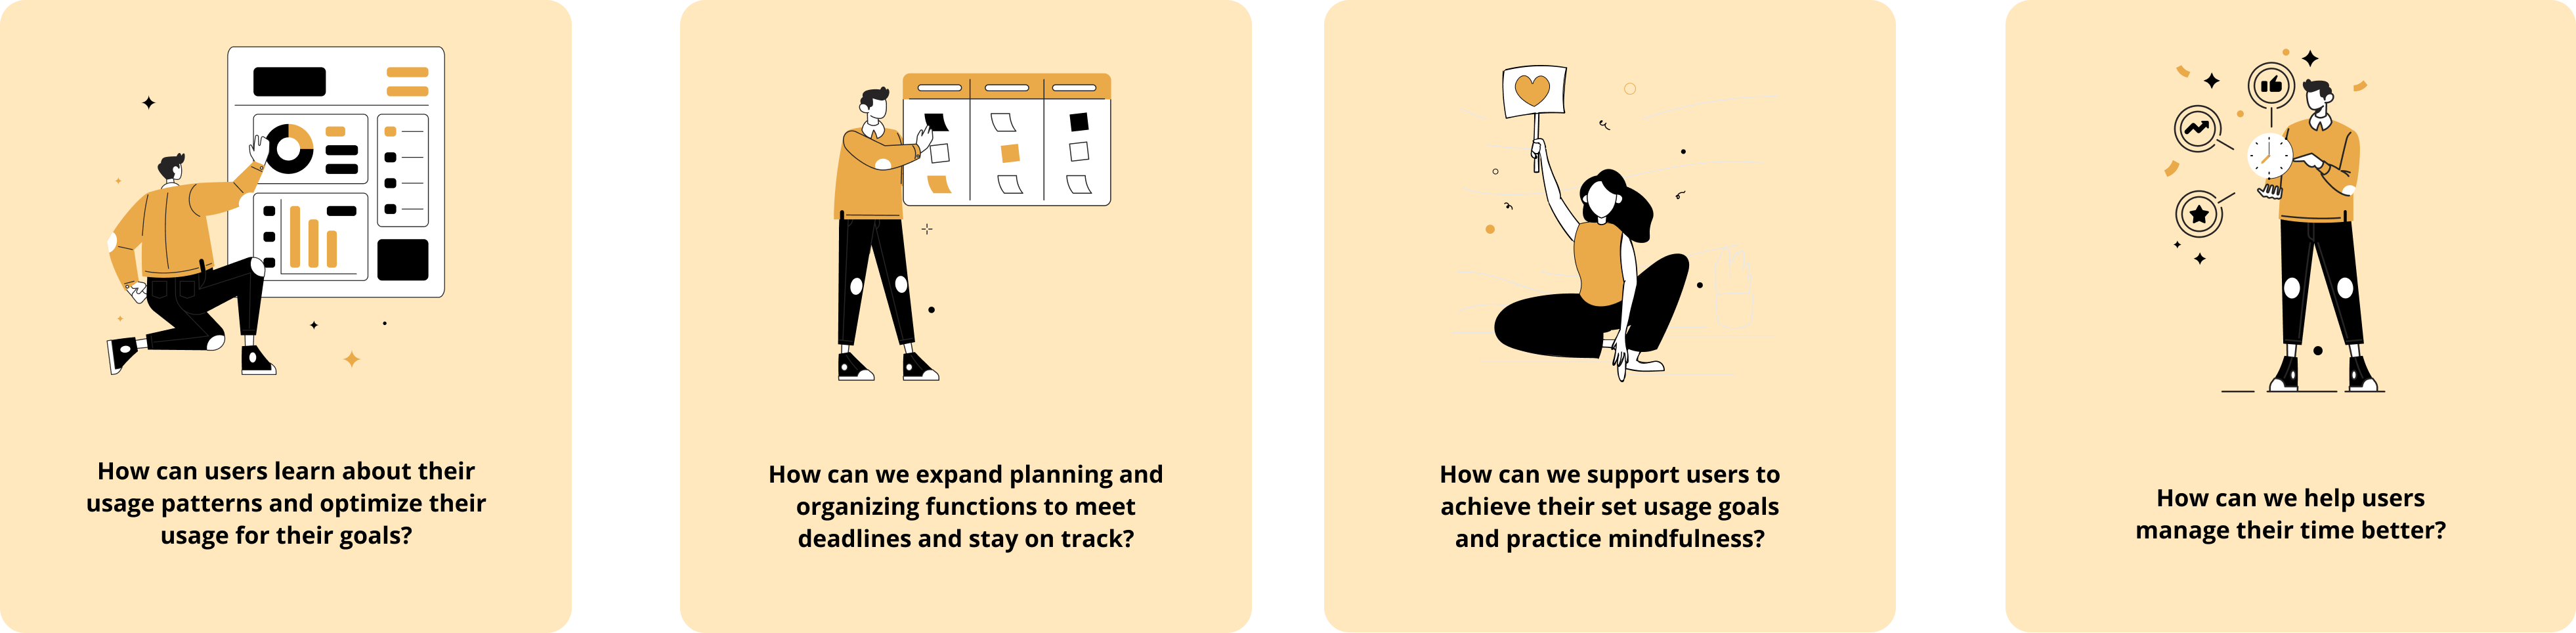 How can users learn about their
usage patterns and optimize their
usage for their goals?
How can we expand planning and
organizing functions to meet
deadlines and stay on track?
How can we support users to
achieve their set usage goals
and practice mindfulness?
How can we help users
manage their time better?